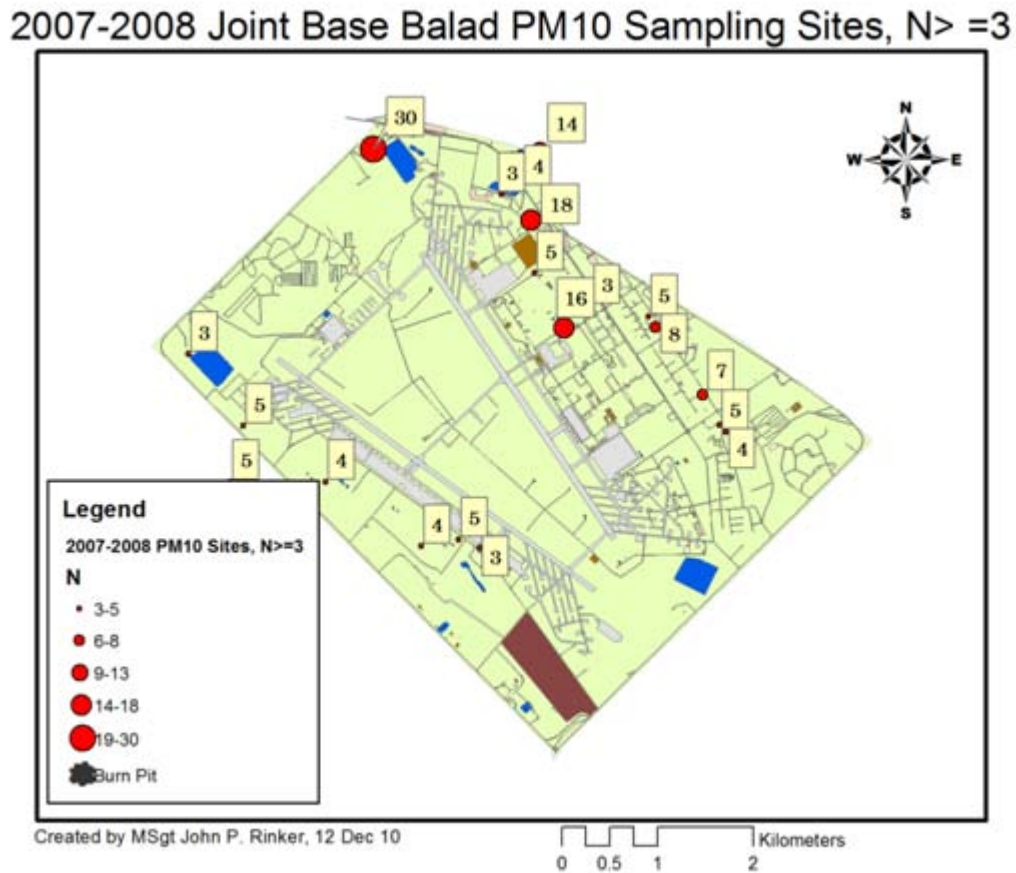 2007-2008 Joint Base Balad PM10 Sampling Sites, N> =3
30
14
N
W
E
S
3
4
18
5
3
16
5
8
3
7
5
5
4
5
4
4
5
3
Legend
2007-2008 PM10 Sites, N>=3
N
3-5
6-8
9-13
14-18
19-30
Burn Pit
Created by MSgt John P. Rinker, 12 Dec 10
Kilometers
0 0.5 1 2